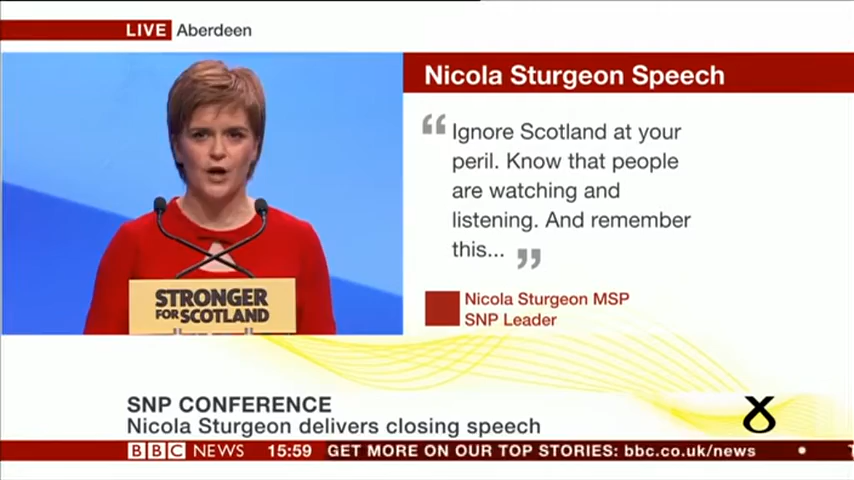 LIVE Aberdeen
Nicola Sturgeon Speech
“ Ignore Scotland at your
peril. Know that people
are watching and
listening. And remember
this... ”
Nicola Sturgeon MSP
SNP Leader
STRONGER
FOR SCOTLAND
SNP CONFERENCE
Nicola Sturgeon delivers closing speech
BBC NEWS 15:59 GET MORE ON OUR TOP STORIES: bbc.co.uk/news